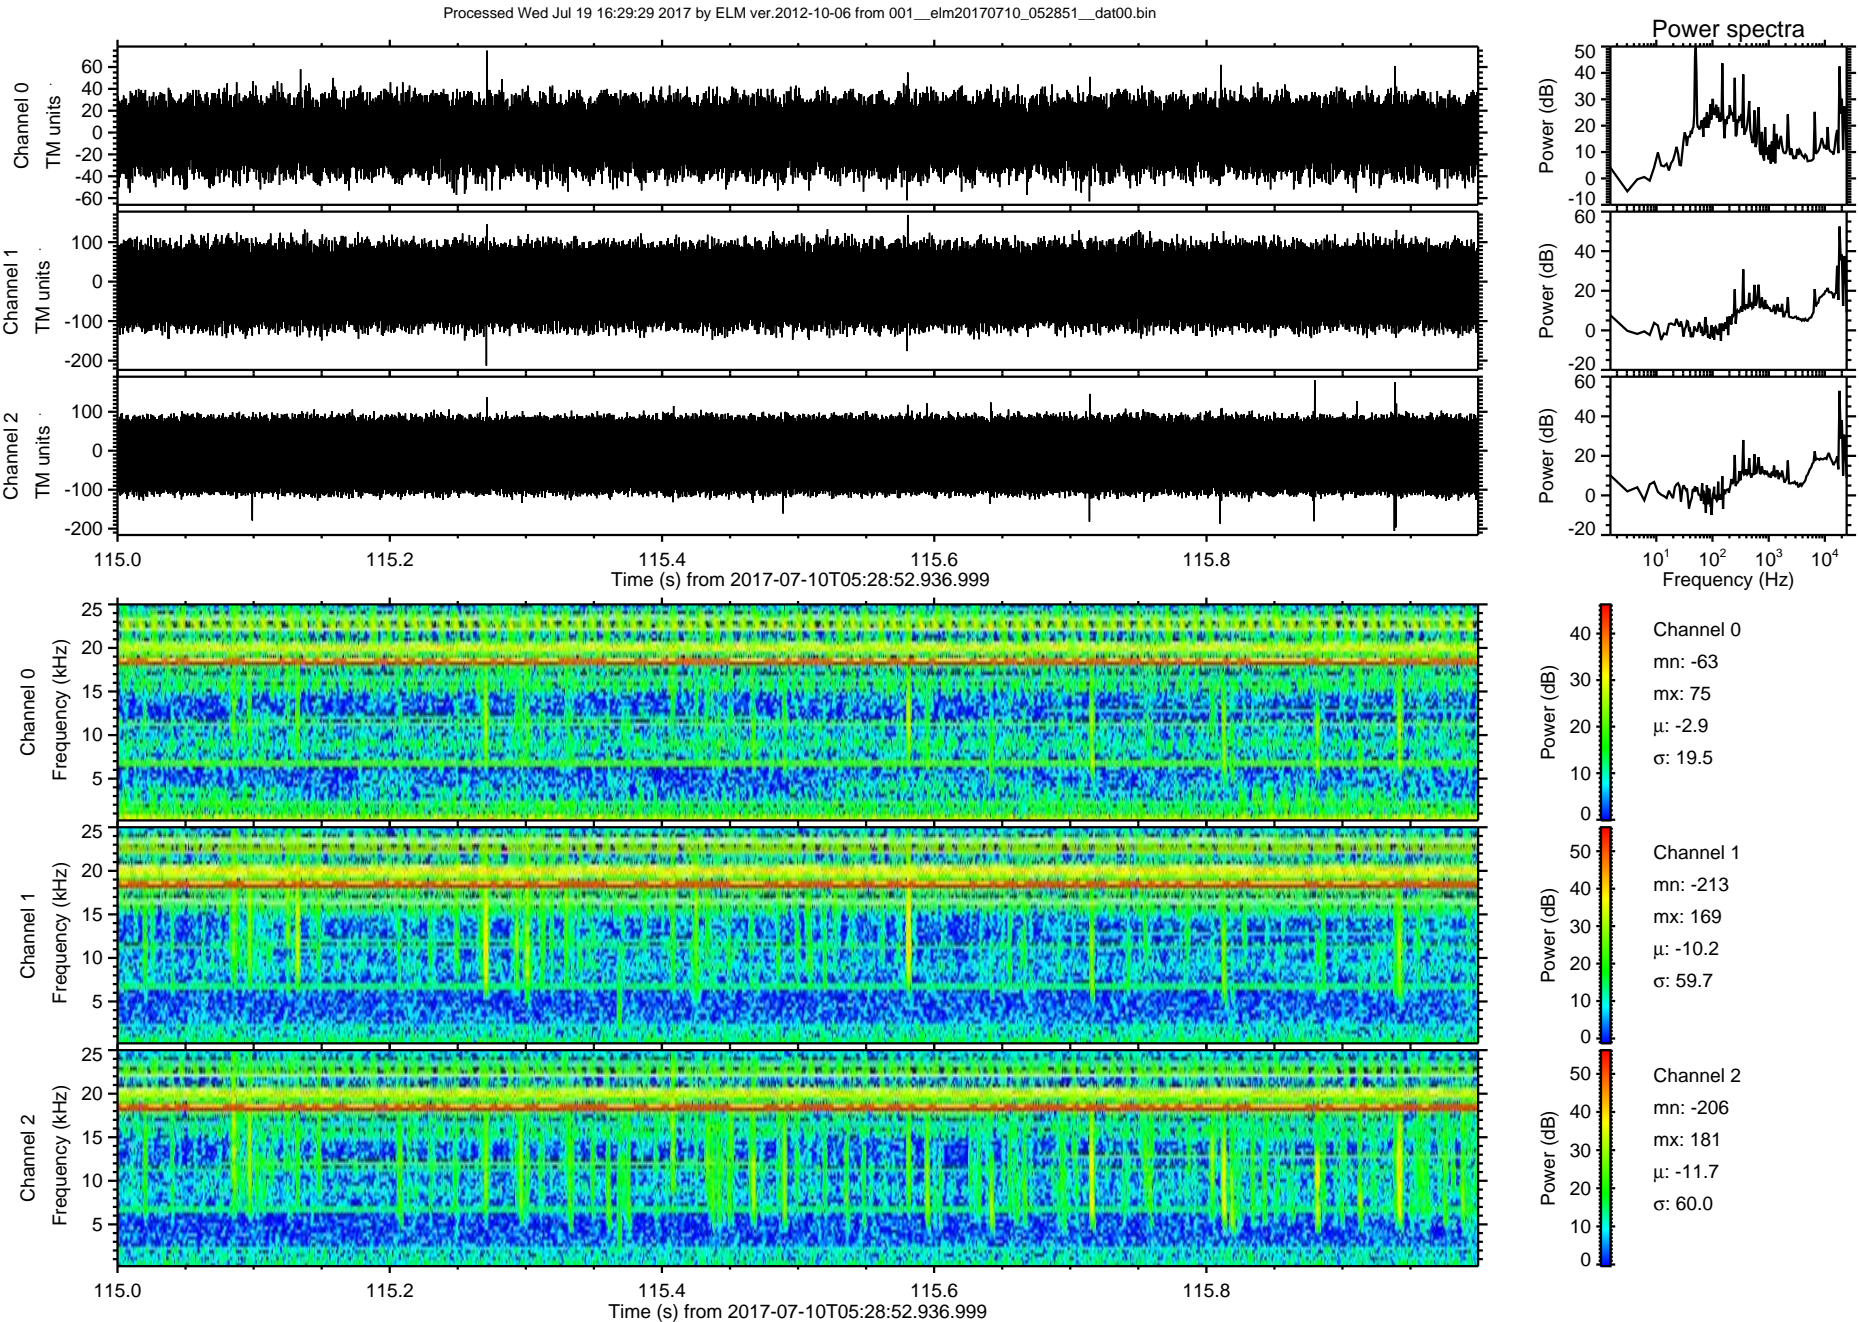 Processed Wed Jul 19 16:29:29 2017 by ELM ver.2012-10-06 from 001__elm20170710_052851__dat00.bin
Power spectra
Channel 0
TM units
60
40
20
0
-20
-40
-60
Power (dB)
50
40
30
20
10
0
-10
Channel 1
TM units
100
0
-100
-200
Power (dB)
60
40
20
0
-20
Channel 2
TM units
100
0
-100
-200
Power (dB)
60
40
20
0
-20
115.0 115.2 115.4 115.6 115.8
Time (s) from 2017-07-10T05:28:52.936.999
10¹ 10² 10³ 10⁴
Frequency (Hz)
Channel 0
Frequency (kHz)
25
20
15
10
5
Power (dB)
40
30
20
10
0
Channel 0
mn: -63
mx: 75
μ: -2.9
σ: 19.5
Channel 1
Frequency (kHz)
25
20
15
10
5
Power (dB)
50
40
30
20
10
0
Channel 1
mn: -213
mx: 169
μ: -10.2
σ: 59.7
Channel 2
Frequency (kHz)
25
20
15
10
5
Power (dB)
50
40
30
20
10
0
Channel 2
mn: -206
mx: 181
μ: -11.7
σ: 60.0
115.0 115.2 115.4 115.6 115.8
Time (s) from 2017-07-10T05:28:52.936.999